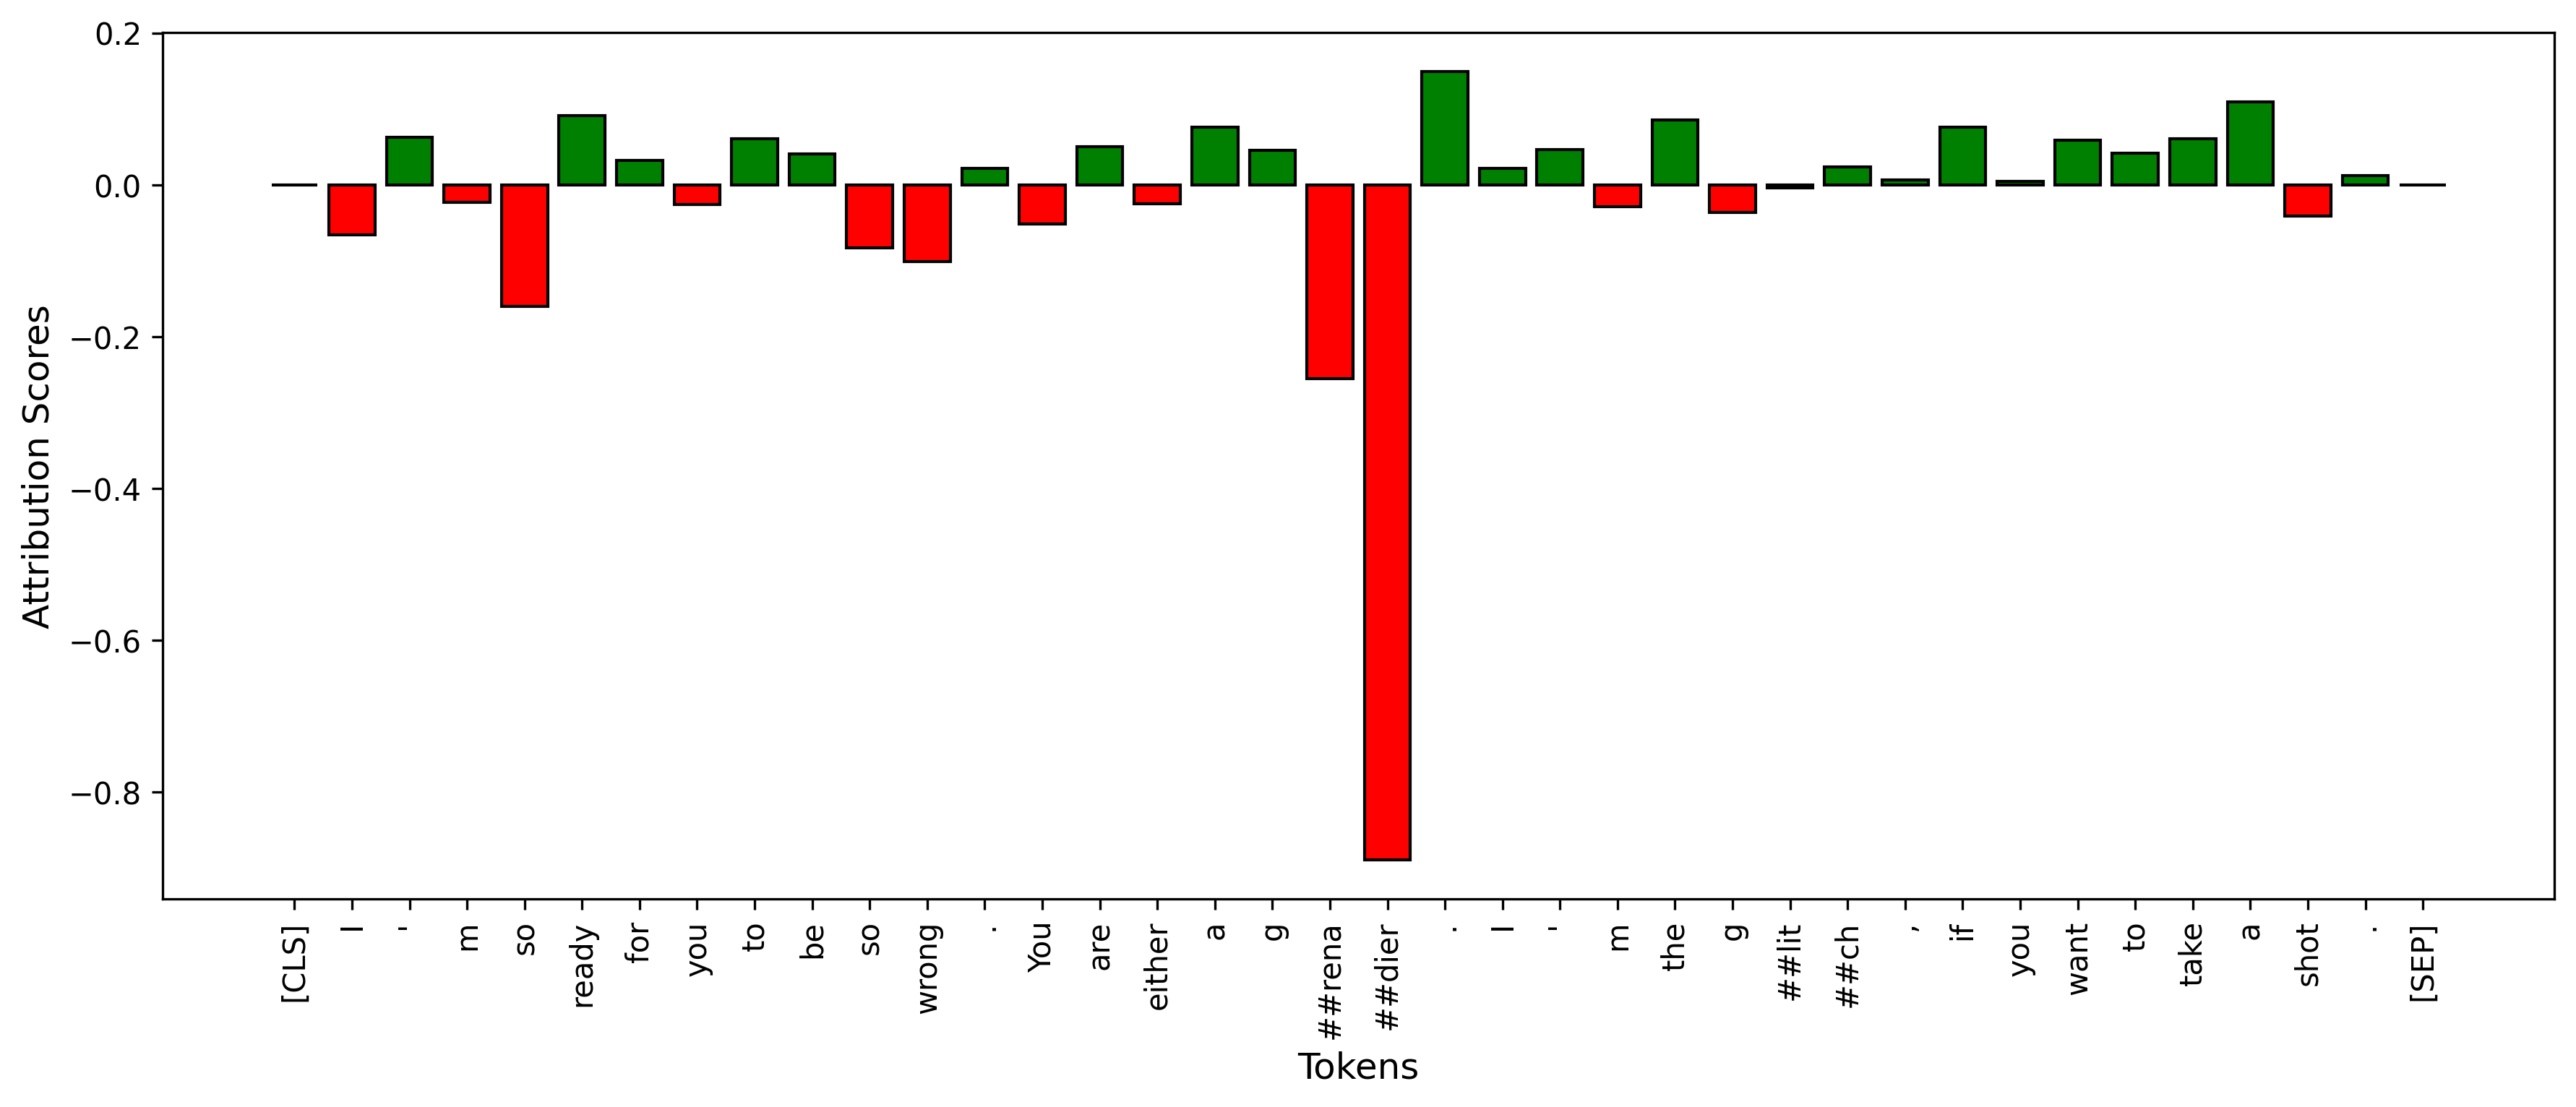 0.2
0.0
−0.2
−0.4
−0.6
−0.8
Attribution Scores
[CLS] I ' m so ready for you to be so wrong . You are either a g ##rena ##dier . I ' m the g ##lit ##ch , if you want to take a shot . [SEP]
Tokens